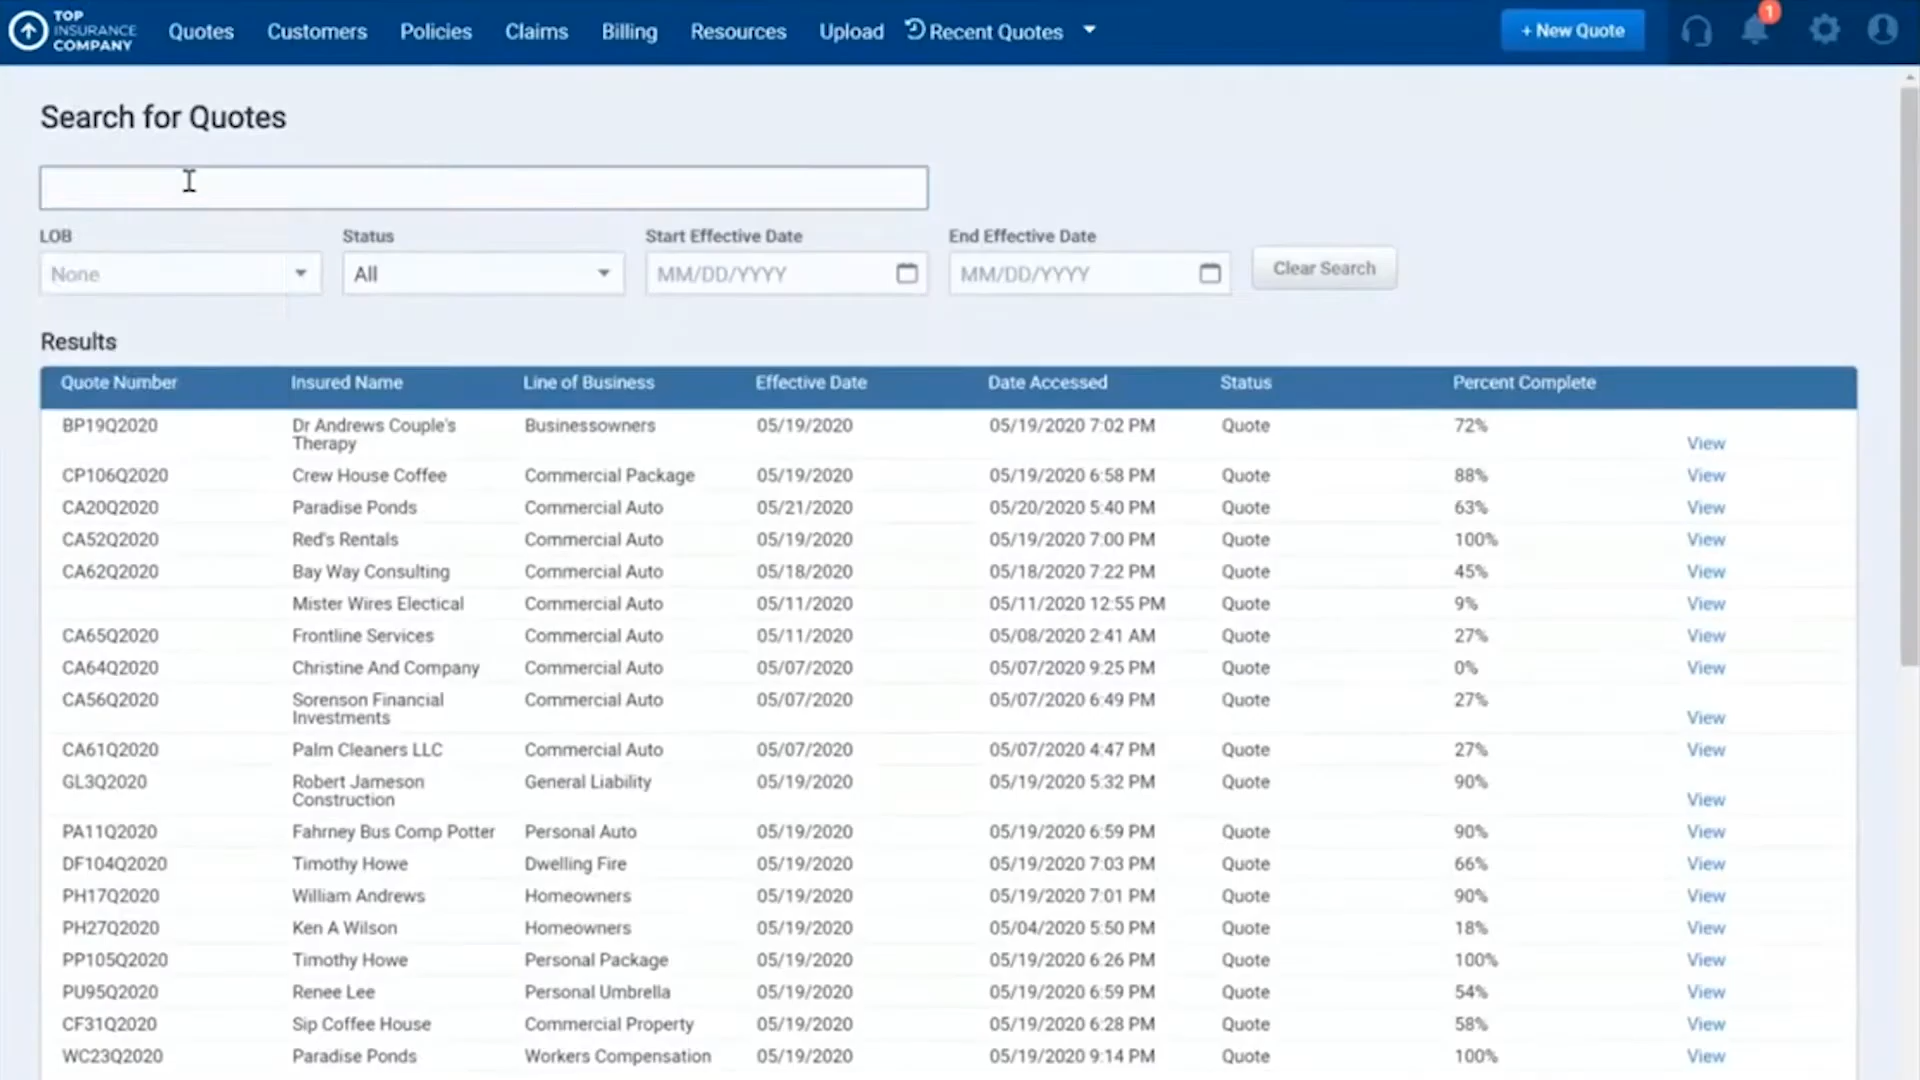 TOP
INSURANCE
COMPANY
Quotes Customers Policies Claims Billing Resources Upload Recent Quotes + New Quote 1
Search for Quotes
LOB Status Start Effective Date End Effective Date
None All MM/DD/YYYY MM/DD/YYYY Clear Search
Results
Quote Number Insured Name Line of Business Effective Date Date Accessed Status Percent Complete
BP19Q2020 Dr Andrews Couple's Businessowners 05/19/2020 05/19/2020 7:02 PM Quote 72%
Therapy View
CP106Q2020 Crew House Coffee Commercial Package 05/19/2020 05/19/2020 6:58 PM Quote 88% View
CA20Q2020 Paradise Ponds Commercial Auto 05/21/2020 05/20/2020 5:40 PM Quote 63% View
CA52Q2020 Red's Rentals Commercial Auto 05/19/2020 05/19/2020 7:00 PM Quote 100% View
CA62Q2020 Bay Way Consulting Commercial Auto 05/18/2020 05/18/2020 7:22 PM Quote 45% View
Mister Wires Electical Commercial Auto 05/11/2020 05/11/2020 12:55 PM Quote 9% View
CA65Q2020 Frontline Services Commercial Auto 05/11/2020 05/08/2020 2:41 AM Quote 27% View
CA64Q2020 Christine And Company Commercial Auto 05/07/2020 05/07/2020 9:25 PM Quote 0% View
CA56Q2020 Sorenson Financial Commercial Auto 05/07/2020 05/07/2020 6:49 PM Quote 27%
Investments View
CA61Q2020 Palm Cleaners LLC Commercial Auto 05/07/2020 05/07/2020 4:47 PM Quote 27% View
GL3Q2020 Robert Jameson General Liability 05/19/2020 05/19/2020 5:32 PM Quote 90%
Construction View
PA11Q2020 Fahrney Bus Comp Potter Personal Auto 05/19/2020 05/19/2020 6:59 PM Quote 90% View
DF104Q2020 Timothy Howe Dwelling Fire 05/19/2020 05/19/2020 7:03 PM Quote 66% View
PH17Q2020 William Andrews Homeowners 05/19/2020 05/19/2020 7:01 PM Quote 90% View
PH27Q2020 Ken A Wilson Homeowners 05/19/2020 05/04/2020 5:50 PM Quote 18% View
PP105Q2020 Timothy Howe Personal Package 05/19/2020 05/19/2020 6:26 PM Quote 100% View
PU95Q2020 Renee Lee Personal Umbrella 05/19/2020 05/19/2020 6:59 PM Quote 54% View
CF31Q2020 Sip Coffee House Commercial Property 05/19/2020 05/19/2020 6:28 PM Quote 58% View
WC23Q2020 Paradise Ponds Workers Compensation 05/19/2020 05/19/2020 9:14 PM Quote 100% View